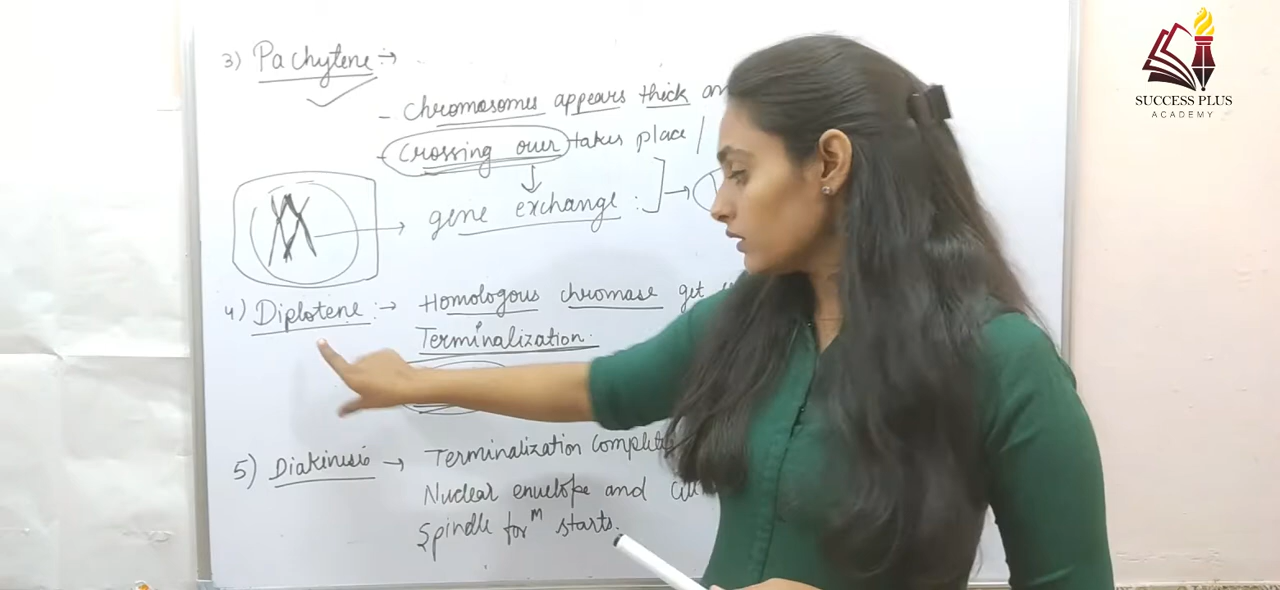 3) Pachytene :→
- Chromosomes appears thick
- Crossing over takes place
gene exchange :
4) Diplotene :→ Homologous chromase get
Terminalization.
5) Diakinesis → Terminalization complete
Nuclear envelope and
Spindle forᵐ starts.
SUCCESS PLUS
ACADEMY